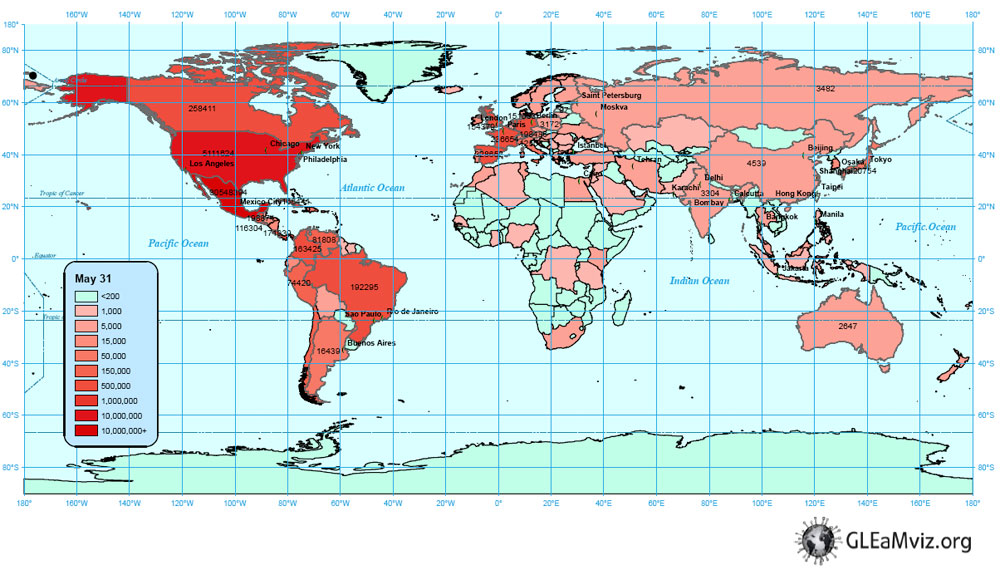 180° 160°W 140°W 120°W 100°W 80°W 60°W 40°W 20°W 0° 20°E 40°E 60°E 80°E 100°E 120°E 140°E 160°E 180°
80°N 80°N
60°N 60°N
40°N 40°N
20°N 20°N
0° 0°
20°S 20°S
40°S 40°S
60°S 60°S
80°S 80°S
268411
Chicago
New York
Los Angeles
Philadelphia
Mexico City
Tropic of Cancer
Atlantic Ocean
Pacific Ocean
Equator
116304
81808
163425
74420
192295
Sao Paulo
Rio de Janeiro
Buenos Aires
16439
London
Paris
Berlin
3172
Saint Petersburg
Moskva
Istanbul
Cairo
Tehran
Karachi
Delhi
3304
Bombay
Calcutta
3482
4539
Beijing
Shanghai
Osaka
Tokyo
20754
Taipei
Hong Kong
Bangkok
Manila
Jakarta
Pacific Ocean
Indian Ocean
2647
May 31
<200
1,000
5,000
15,000
50,000
150,000
500,000
1,000,000
10,000,000
10,000,000+
180° 160°W 140°W 120°W 100°W 80°W 60°W 40°W 20°W 0° 20°E 40°E 60°E 80°E 100°E 120°E 140°E 160°E 180°
GLEaMviz.org